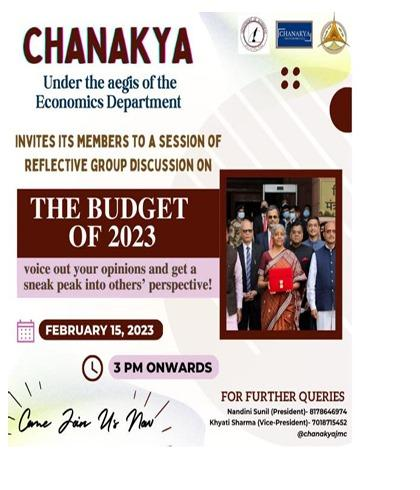 CHANAKYA
CHANAKYA
Under the aegis of the
Economics Department
INVITES ITS MEMBERS TO A SESSION OF
REFLECTIVE GROUP DISCUSSION ON
THE BUDGET
OF 2023
voice out your opinions and get a
sneak peak into others' perspective!
FEBRUARY 15, 2023
3 PM ONWARDS
Come Join Us Now
FOR FURTHER QUERIES
Nandini Sunil (President)- 8178646974
Khyati Sharma (Vice-President)- 7018715452
@chanakyajmc